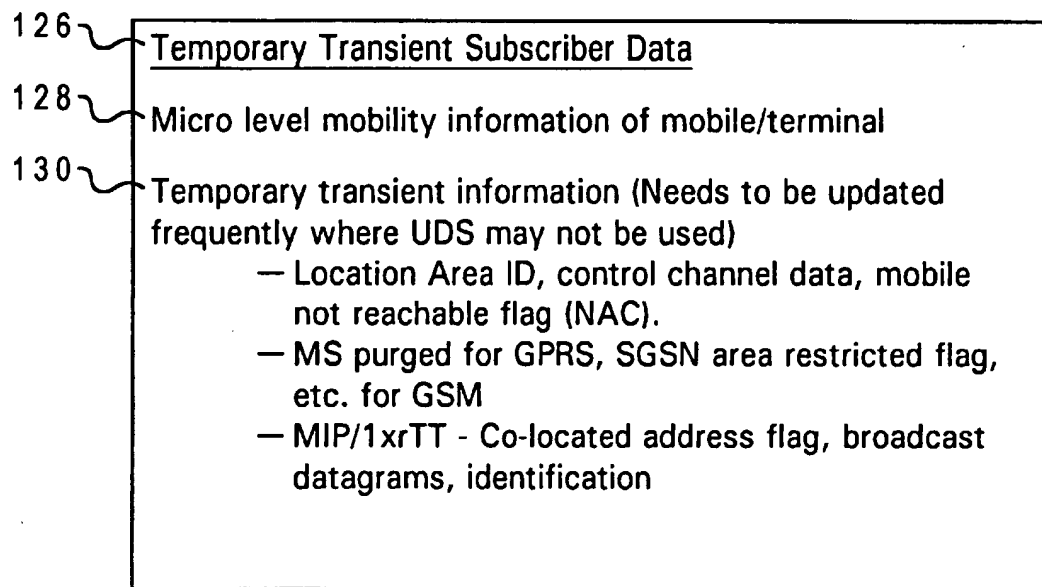 126 Temporary Transient Subscriber Data
128 Micro level mobility information of mobile/terminal
130 Temporary transient information (Needs to be updated
frequently where UDS may not be used)
— Location Area ID, control channel data, mobile
not reachable flag (NAC).
— MS purged for GPRS, SGSN area restricted flag,
etc. for GSM
— MIP/1xrTT - Co-located address flag, broadcast
datagrams, identification